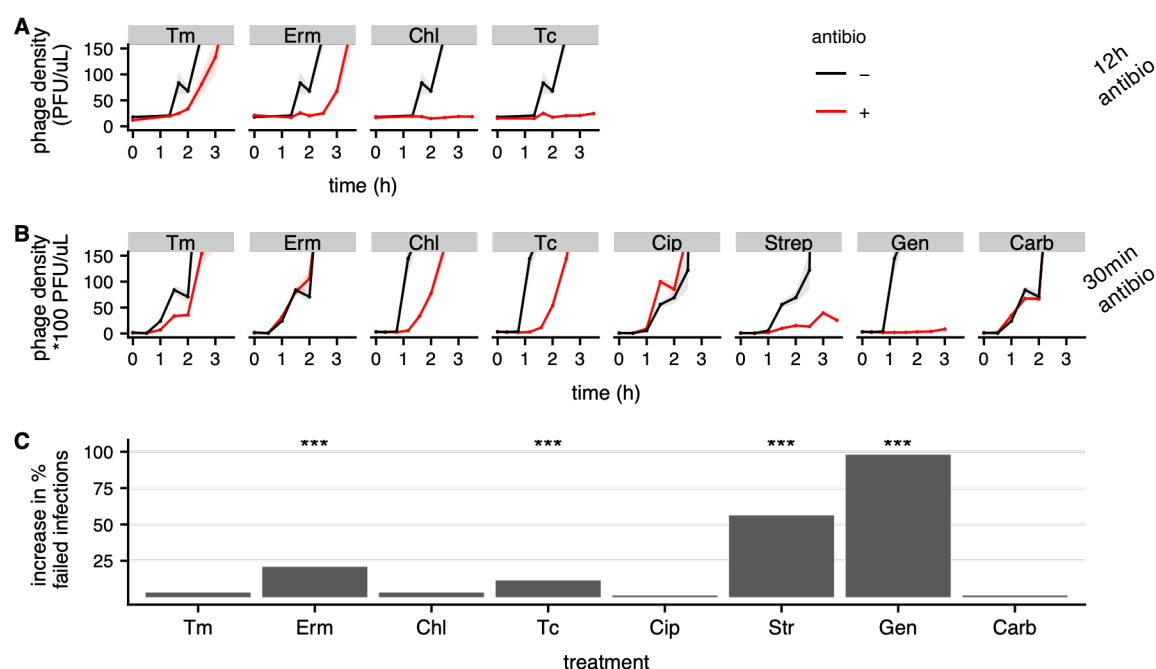 A
Tm Erm Chl Tc
phage density
(PFU/uL)
150
100
50
0
0 1 2 3 0 1 2 3 0 1 2 3 0 1 2 3
time (h)
antibio
−
+
12h
antibio
B
Tm Erm Chl Tc Cip Strep Gen Carb
phage density
*100 PFU/uL
150
100
50
0
0 1 2 3 0 1 2 3 0 1 2 3 0 1 2 3 0 1 2 3 0 1 2 3 0 1 2 3 0 1 2 3
time (h)
30min
antibio
C
increase in %
failed infections
100
75
50
25
*** *** *** ***
Tm Erm Chl Tc Cip Str Gen Carb
treatment